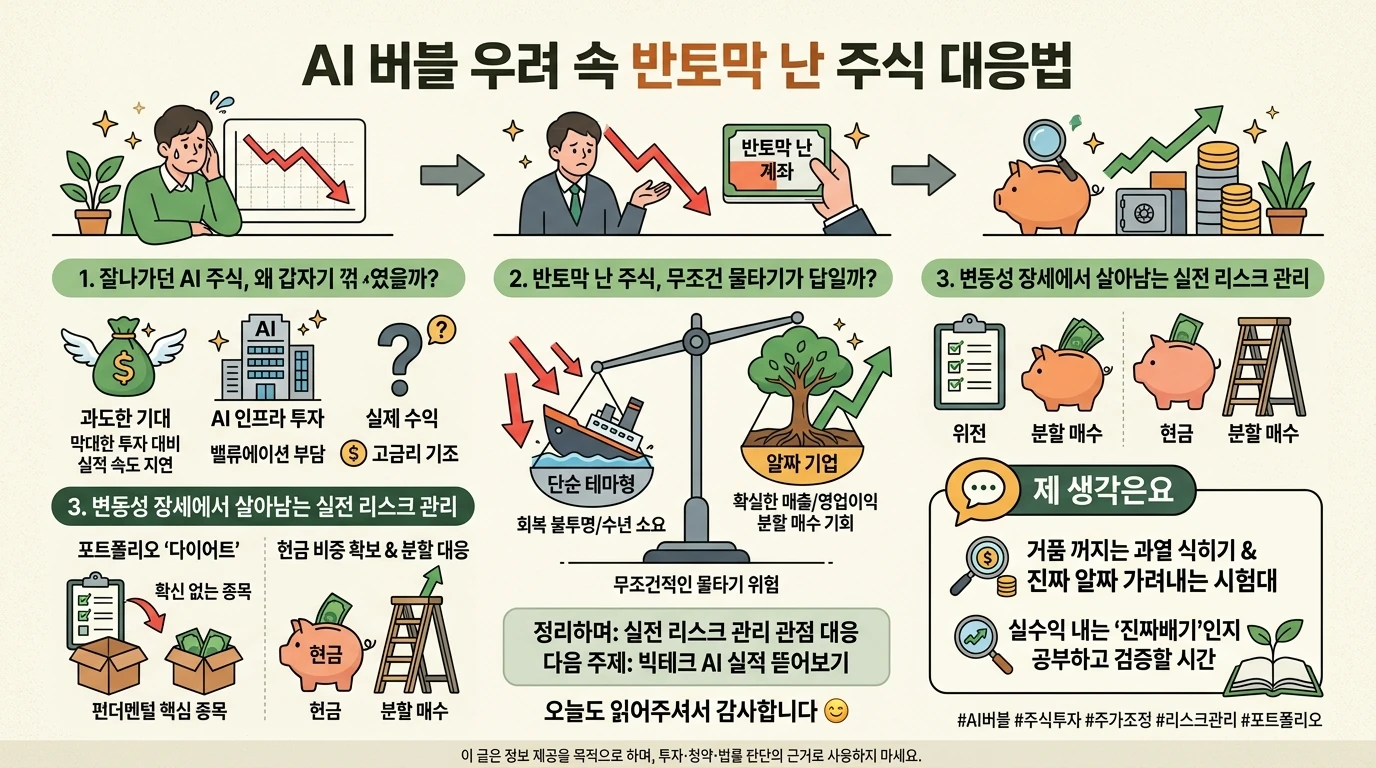 AI 버블 우려 속 반토막 난 주식 대응법
반토막 난
계좌
1. 잘나가던 AI 주식, 왜 갑자기
2. 반토막 난 주식, 무조건 물타기가 답일까?
3. 변동성 장세에서 살아남는 실전 리스크 관리
AI
과도한 기대
막대한 투자 대비
실적 속도 지연
AI 인프라 투자
밸류에이션 부담
실제 수익
고금리 기조
3. 변동성 장세에서 살아남는 실전 리스크 관리
포트폴리오 '다이어트'
확신 없는 종목
펀더멘털 핵심 종목
현금 비중 확보 & 분할 대응
현금
현금
분할 매수
단순 테마형
회복 불투명/수년 소요
알짜 기업
확실한 매출/영업이익
분할 매수 기회
무조건적인 물타기 위험
정리하며: 실전 리스크 관리 관점 대응
다음 주제: 빅테크 AI 실적 뜯어보기
오늘도 읽어주셔서 감사합니다 😊
위전
분할 매수
현금
분할 매수
제 생각은요
거품 꺼지는 과열 식히기 &
진짜 알짜 가려내는 시험대
실수익 내는 '진짜배기'인지
공부하고 검증할 시간
#AI버블 #주식투자 #주가조정 #리스크관리 #포트폴리오
이 글은 정보 제공을 목적으로 하며, 투자·청약·법률 판단의 근거로 사용하지 마세요.